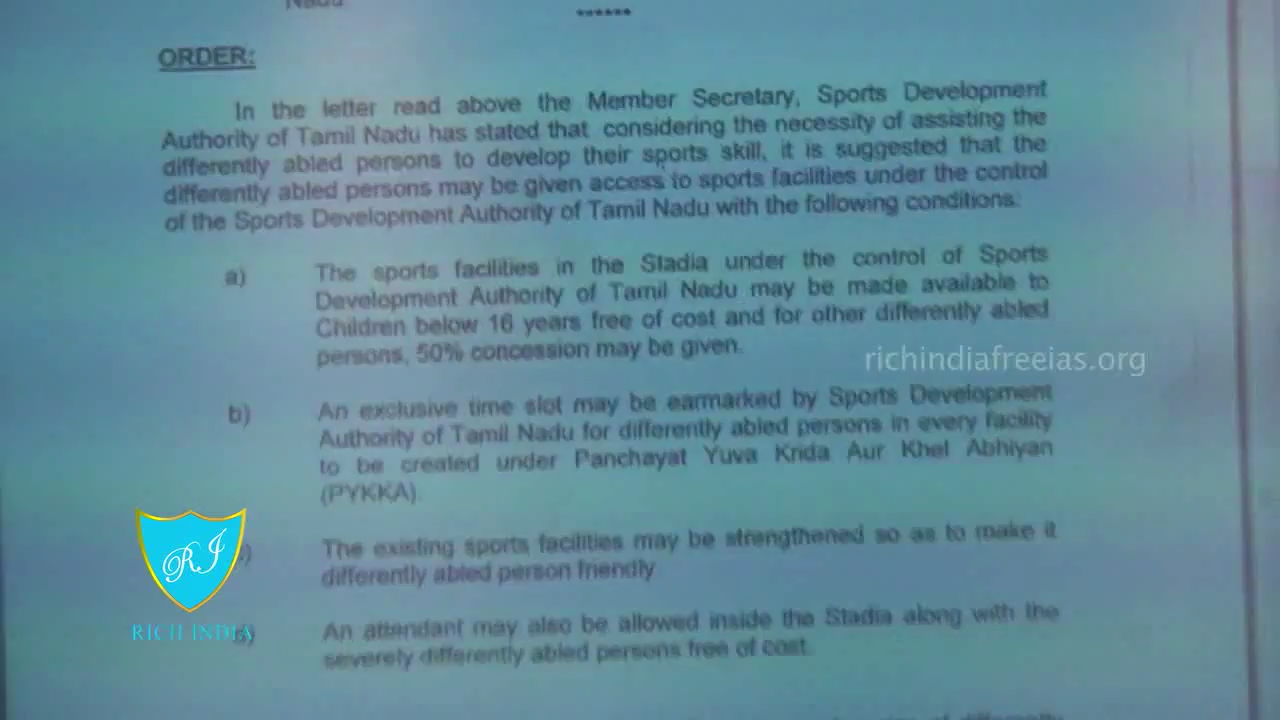 Nadu
******
ORDER:
In the letter read above the Member Secretary, Sports Development
Authority of Tamil Nadu has stated that considering the necessity of assisting the
differently abled persons to develop their sports skill, it is suggested that the
differently abled persons may be given access to sports facilities under the control
of the Sports Development Authority of Tamil Nadu with the following conditions.
a) The sports facilities in the Stadia under the control of Sports
Development Authority of Tamil Nadu may be made available to
Children below 16 years free of cost and for other differently abled
persons, 50% concession may be given.
richindiafreeias.org
b) An exclusive time slot may be earmarked by Sports Development
Authority of Tamil Nadu for differently abled persons in every facility
to be created under Panchayat Yuva Krida Aur Khel Abhiyan
(PYKKA).
The existing sports facilities may be strengthened so as to make it
differently abled person friendly
An attendant may also be allowed inside the Stadia along with the
severely differently abled persons free of cost.
RJ
RICH INDIA